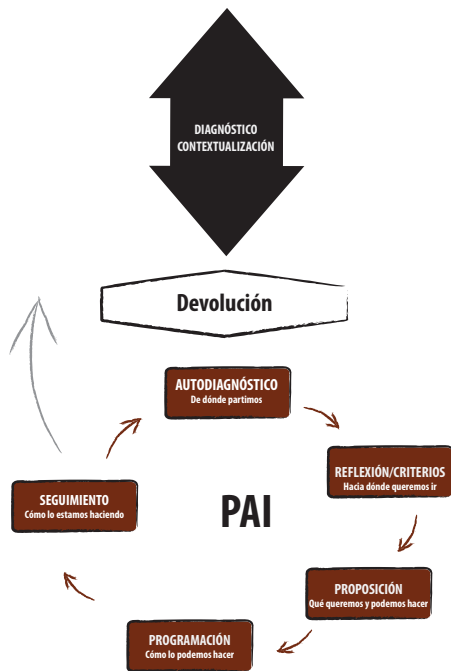 DIAGNÓSTICO
CONTEXTUALIZACIÓN
Devolución
AUTODIAGNÓSTICO
De dónde partimos
REFLEXIÓN/CRITERIOS
Hacia dónde queremos ir
SEGUIMIENTO
Cómo lo estamos haciendo
PAI
PROPOSICIÓN
Qué queremos y podemos hacer
PROGRAMACIÓN
Cómo lo podemos hacer